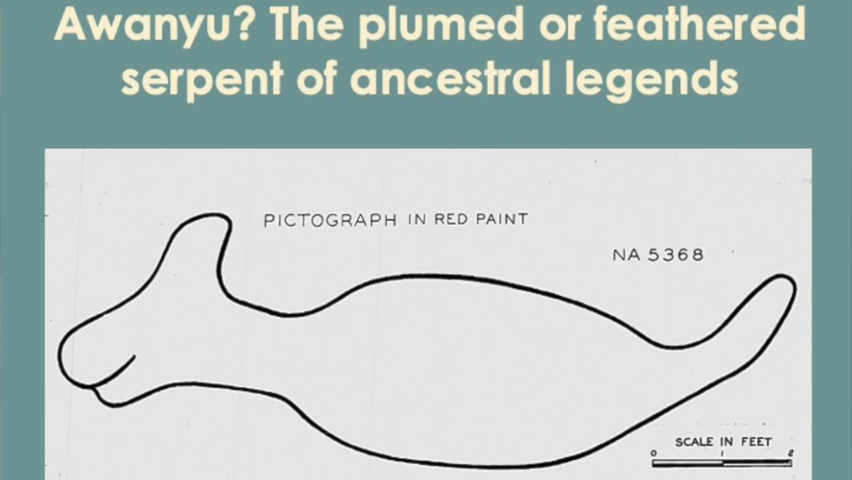 Awanyu? The plumed or feathered
serpent of ancestral legends
PICTOGRAPH IN RED PAINT
NA 5368
SCALE IN FEET
0 1 2